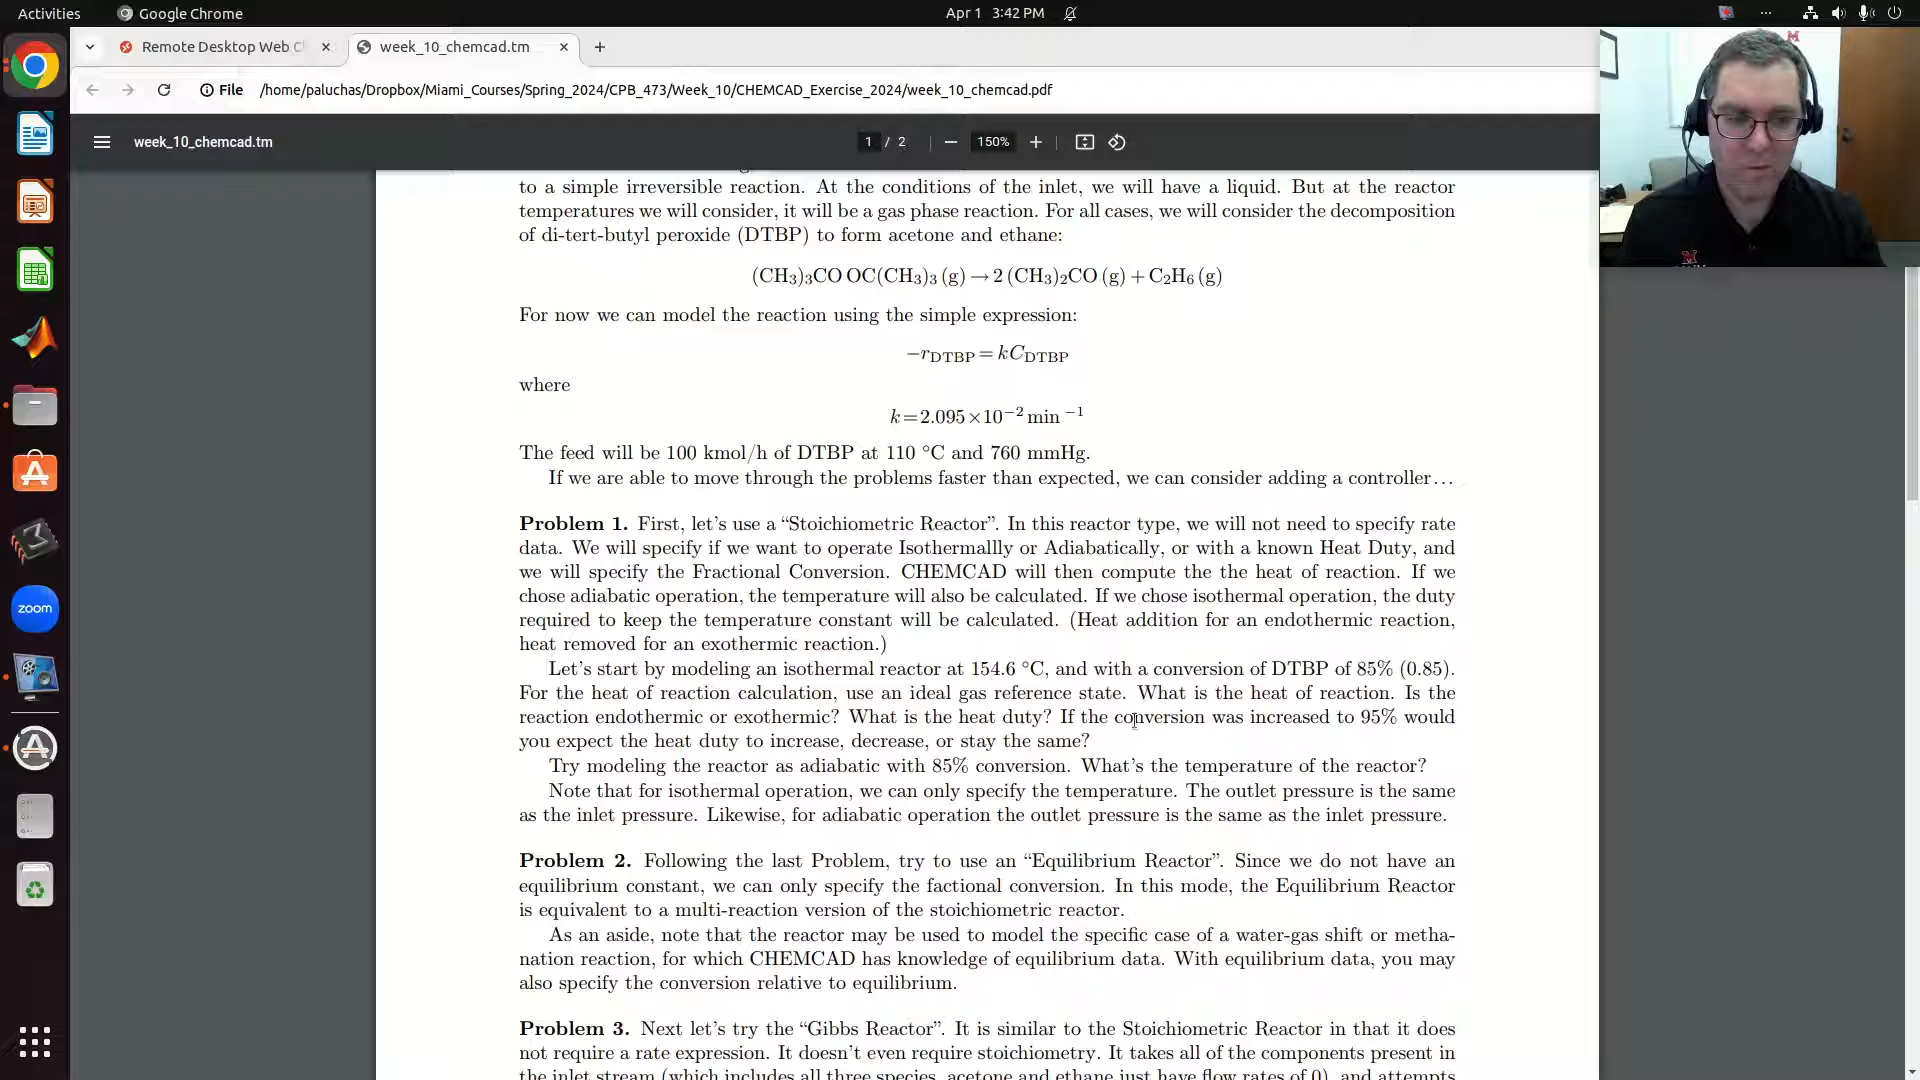 Activities
Google Chrome
Apr 1 3:42 PM
Remote Desktop Web C
week_10_chemcad.tm
File
/home/paluchas/Dropbox/Miami_Courses/Spring_2024/CPB_473/Week_10/CHEMCAD_Exercise_2024/week_10_chemcad.pdf
week_10_chemcad.tm
1 / 2
150%
to a simple irreversible reaction. At the conditions of the inlet, we will have a liquid. But at the reactor
temperatures we will consider, it will be a gas phase reaction. For all cases, we will consider the decomposition
of di-tert-butyl peroxide (DTBP) to form acetone and ethane:
(CH₃)₃CO OC(CH₃)₃ (g) → 2 (CH₃)₂CO (g) + C₂H₆ (g)
For now we can model the reaction using the simple expression:
−r_DTBP = kC_DTBP
where
k = 2.095 × 10⁻² min ⁻¹
The feed will be 100 kmol/h of DTBP at 110 °C and 760 mmHg.
If we are able to move through the problems faster than expected, we can consider adding a controller…
Problem 1. First, let's use a “Stoichiometric Reactor”. In this reactor type, we will not need to specify rate
data. We will specify if we want to operate Isothermallly or Adiabatically, or with a known Heat Duty, and
we will specify the Fractional Conversion. CHEMCAD will then compute the the heat of reaction. If we
chose adiabatic operation, the temperature will also be calculated. If we chose isothermal operation, the duty
required to keep the temperature constant will be calculated. (Heat addition for an endothermic reaction,
heat removed for an exothermic reaction.)
Let's start by modeling an isothermal reactor at 154.6 °C, and with a conversion of DTBP of 85% (0.85).
For the heat of reaction calculation, use an ideal gas reference state. What is the heat of reaction. Is the
reaction endothermic or exothermic? What is the heat duty? If the conversion was increased to 95% would
you expect the heat duty to increase, decrease, or stay the same?
Try modeling the reactor as adiabatic with 85% conversion. What's the temperature of the reactor?
Note that for isothermal operation, we can only specify the temperature. The outlet pressure is the same
as the inlet pressure. Likewise, for adiabatic operation the outlet pressure is the same as the inlet pressure.
Problem 2. Following the last Problem, try to use an “Equilibrium Reactor”. Since we do not have an
equilibrium constant, we can only specify the factional conversion. In this mode, the Equilibrium Reactor
is equivalent to a multi-reaction version of the stoichiometric reactor.
As an aside, note that the reactor may be used to model the specific case of a water-gas shift or metha-
nation reaction, for which CHEMCAD has knowledge of equilibrium data. With equilibrium data, you may
also specify the conversion relative to equilibrium.
Problem 3. Next let's try the “Gibbs Reactor”. It is similar to the Stoichiometric Reactor in that it does
not require a rate expression. It doesn't even require stoichiometry. It takes all of the components present in
the inlet stream (which includes all three species, acetone and ethane just have flow rates of 0), and attempts
zoom